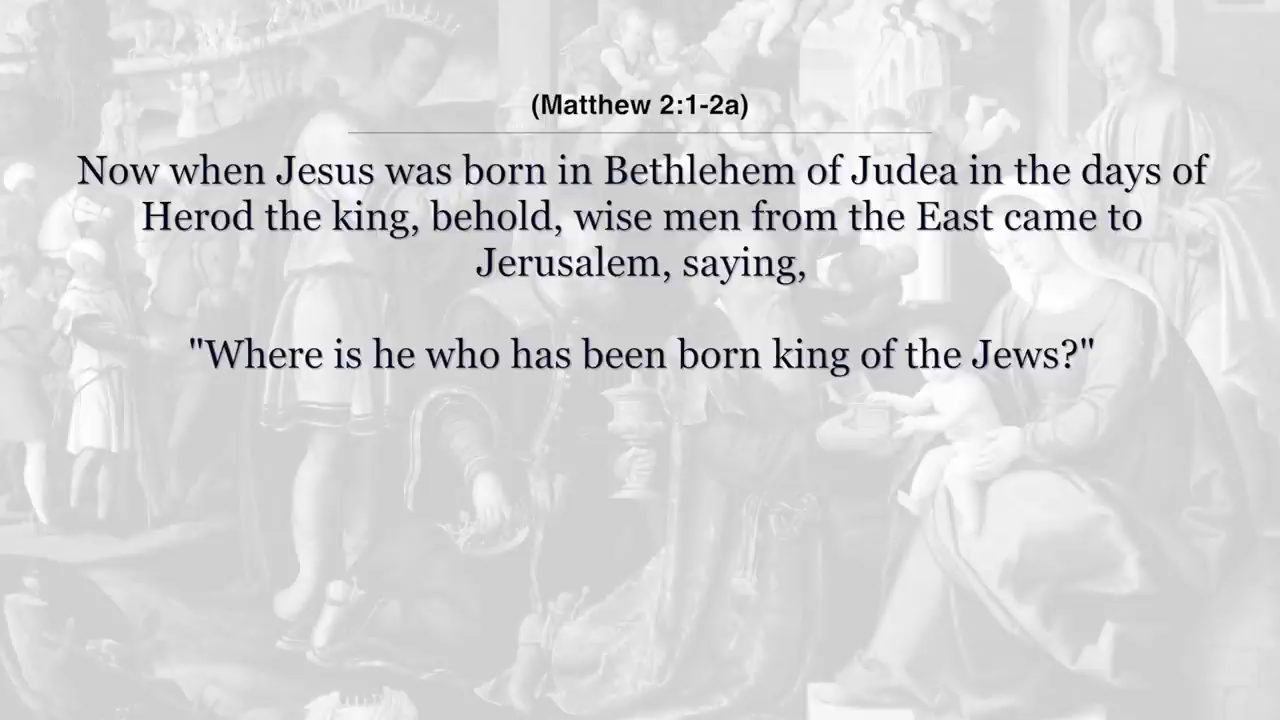 (Matthew 2:1-2a)
Now when Jesus was born in Bethlehem of Judea in the days of
Herod the king, behold, wise men from the East came to
Jerusalem, saying,
"Where is he who has been born king of the Jews?"